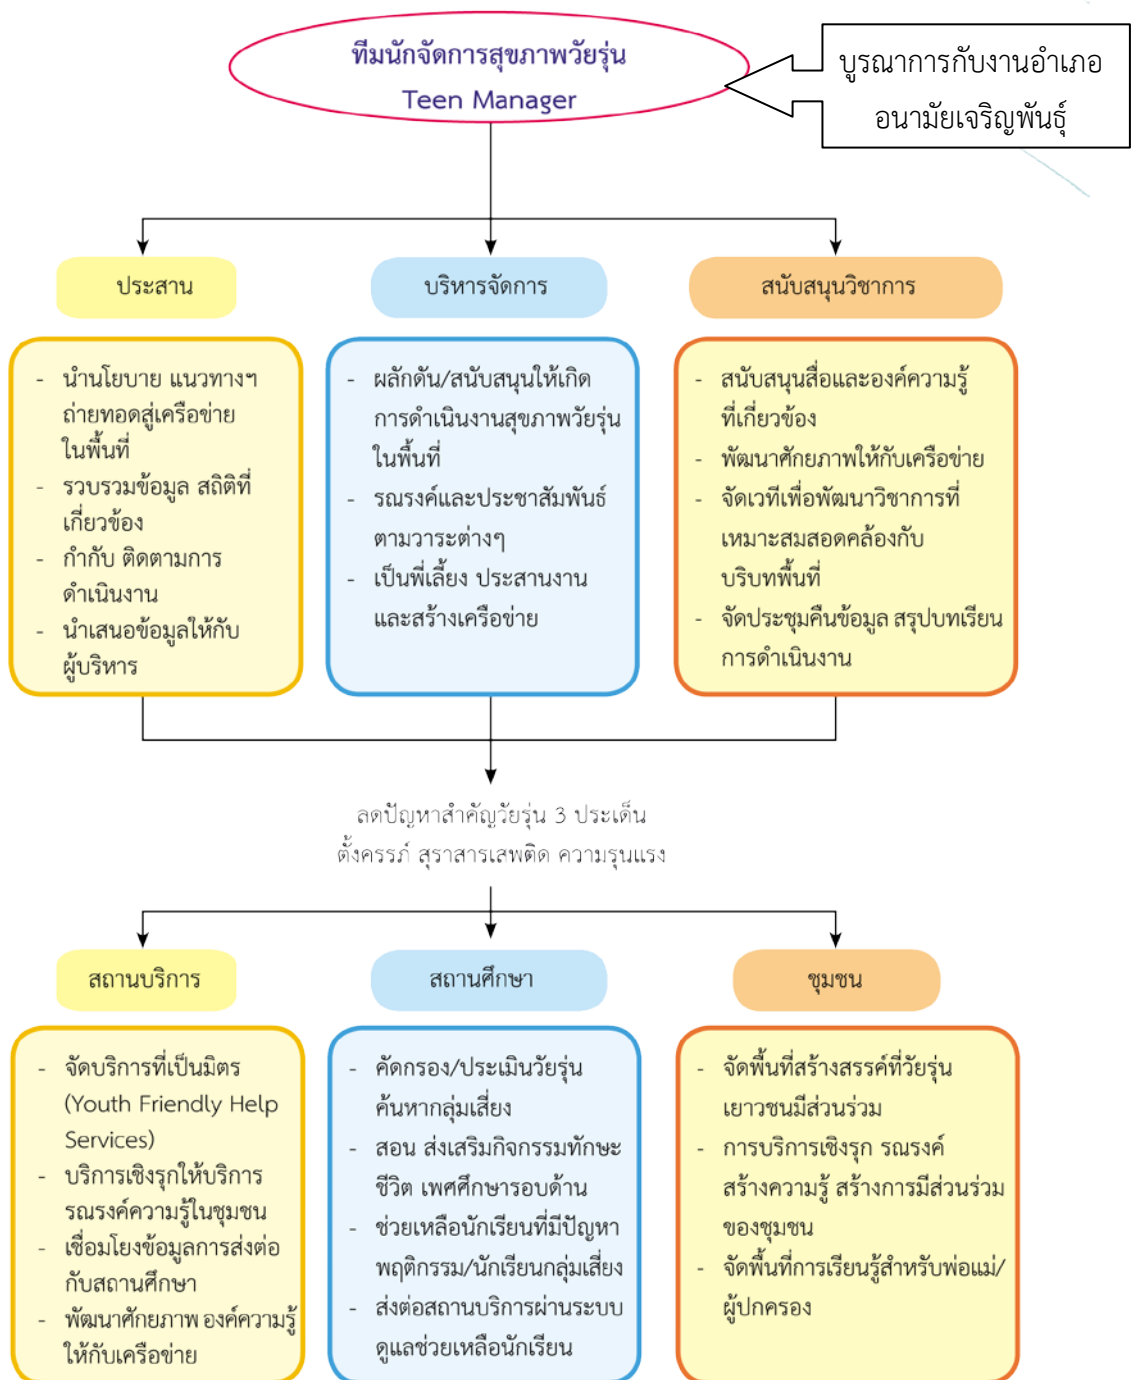 ทีมนักจัดการสุขภาพวัยรุ่น
Teen Manager
บูรณาการกับงานอำเภอ
อนามัยเจริญพันธุ์
ประสาน
- นำนโยบาย แนวทางฯ
ถ่ายทอดสู่เครือข่าย
ในพื้นที่
- รวบรวมข้อมูล สถิติที่
เกี่ยวข้อง
- กำกับ ติดตามการ
ดำเนินงาน
- นำเสนอข้อมูลให้กับ
ผู้บริหาร
บริหารจัดการ
- ผลักดัน/สนับสนุนให้เกิด
การดำเนินงานสุขภาพวัยรุ่น
ในพื้นที่
- รณรงค์และประชาสัมพันธ์
ตามวาระต่างๆ
- เป็นพี่เลี้ยง ประสานงาน
และสร้างเครือข่าย
สนับสนุนวิชาการ
- สนับสนุนสื่อและองค์ความรู้
ที่เกี่ยวข้อง
- พัฒนาศักยภาพให้กับเครือข่าย
- จัดเวทีเพื่อพัฒนาวิชาการที่
เหมาะสมสอดคล้องกับ
บริบทพื้นที่
- จัดประชุมคืนข้อมูล สรุปบทเรียน
การดำเนินงาน
ลดปัญหาสำคัญวัยรุ่น 3 ประเด็น
ตั้งครรภ์ สุราสารเสพติด ความรุนแรง
สถานบริการ
- จัดบริการที่เป็นมิตร
(Youth Friendly Help
Services)
- บริการเชิงรุกให้บริการ
รณรงค์ความรู้ในชุมชน
- เชื่อมโยงข้อมูลการส่งต่อ
กับสถานศึกษา
- พัฒนาศักยภาพ องค์ความรู้
ให้กับเครือข่าย
สถานศึกษา
- คัดกรอง/ประเมินวัยรุ่น
ค้นหากลุ่มเสี่ยง
- สอน ส่งเสริมกิจกรรมทักษะ
ชีวิต เพศศึกษารอบด้าน
- ช่วยเหลือนักเรียนที่มีปัญหา
พฤติกรรม/นักเรียนกลุ่มเสี่ยง
- ส่งต่อสถานบริการผ่านระบบ
ดูแลช่วยเหลือนักเรียน
ชุมชน
- จัดพื้นที่สร้างสรรค์ที่วัยรุ่น
เยาวชนมีส่วนร่วม
- การบริการเชิงรุก รณรงค์
สร้างความรู้ สร้างการมีส่วนร่วม
ของชุมชน
- จัดพื้นที่การเรียนรู้สำหรับพ่อแม่/
ผู้ปกครอง